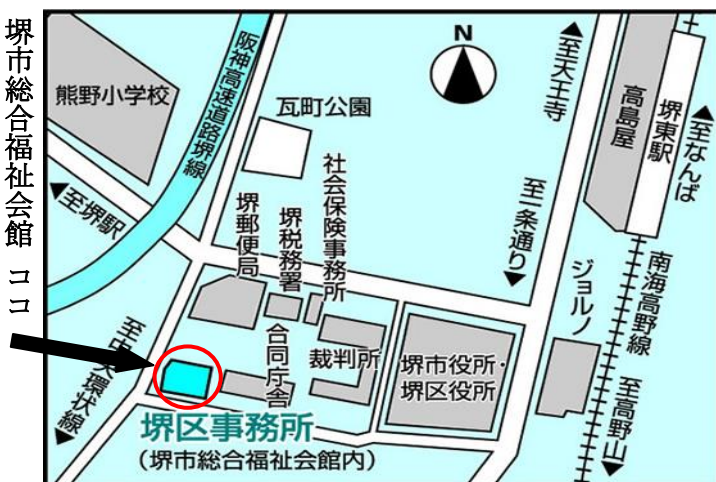 堺市総合福祉会館 ココ
熊野小学校
阪神高速道路堺線
瓦町公園
N
▲至天王寺
高島屋
堺東駅
▲至なんば
▲至堺駅
堺郵便局
堺税務署
社会保険事務所
至一条通り▼
ジョルノ
南海高野線
至高野山▼
至中央環状線▼
合同庁舎
裁判所
堺市役所・
堺区役所
堺区事務所
(堺市総合福祉会館内)